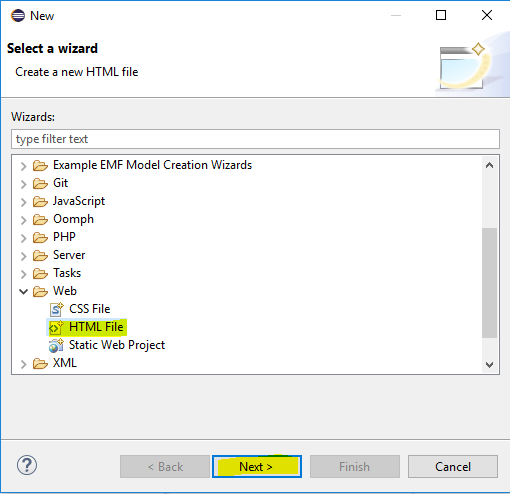 New
Select a wizard
Create a new HTML file
Wizards:
type filter text
Example EMF Model Creation Wizards
Git
JavaScript
Oomph
PHP
Server
Tasks
Web
CSS File
HTML File
Static Web Project
XML
?
< Back
Next >
Finish
Cancel